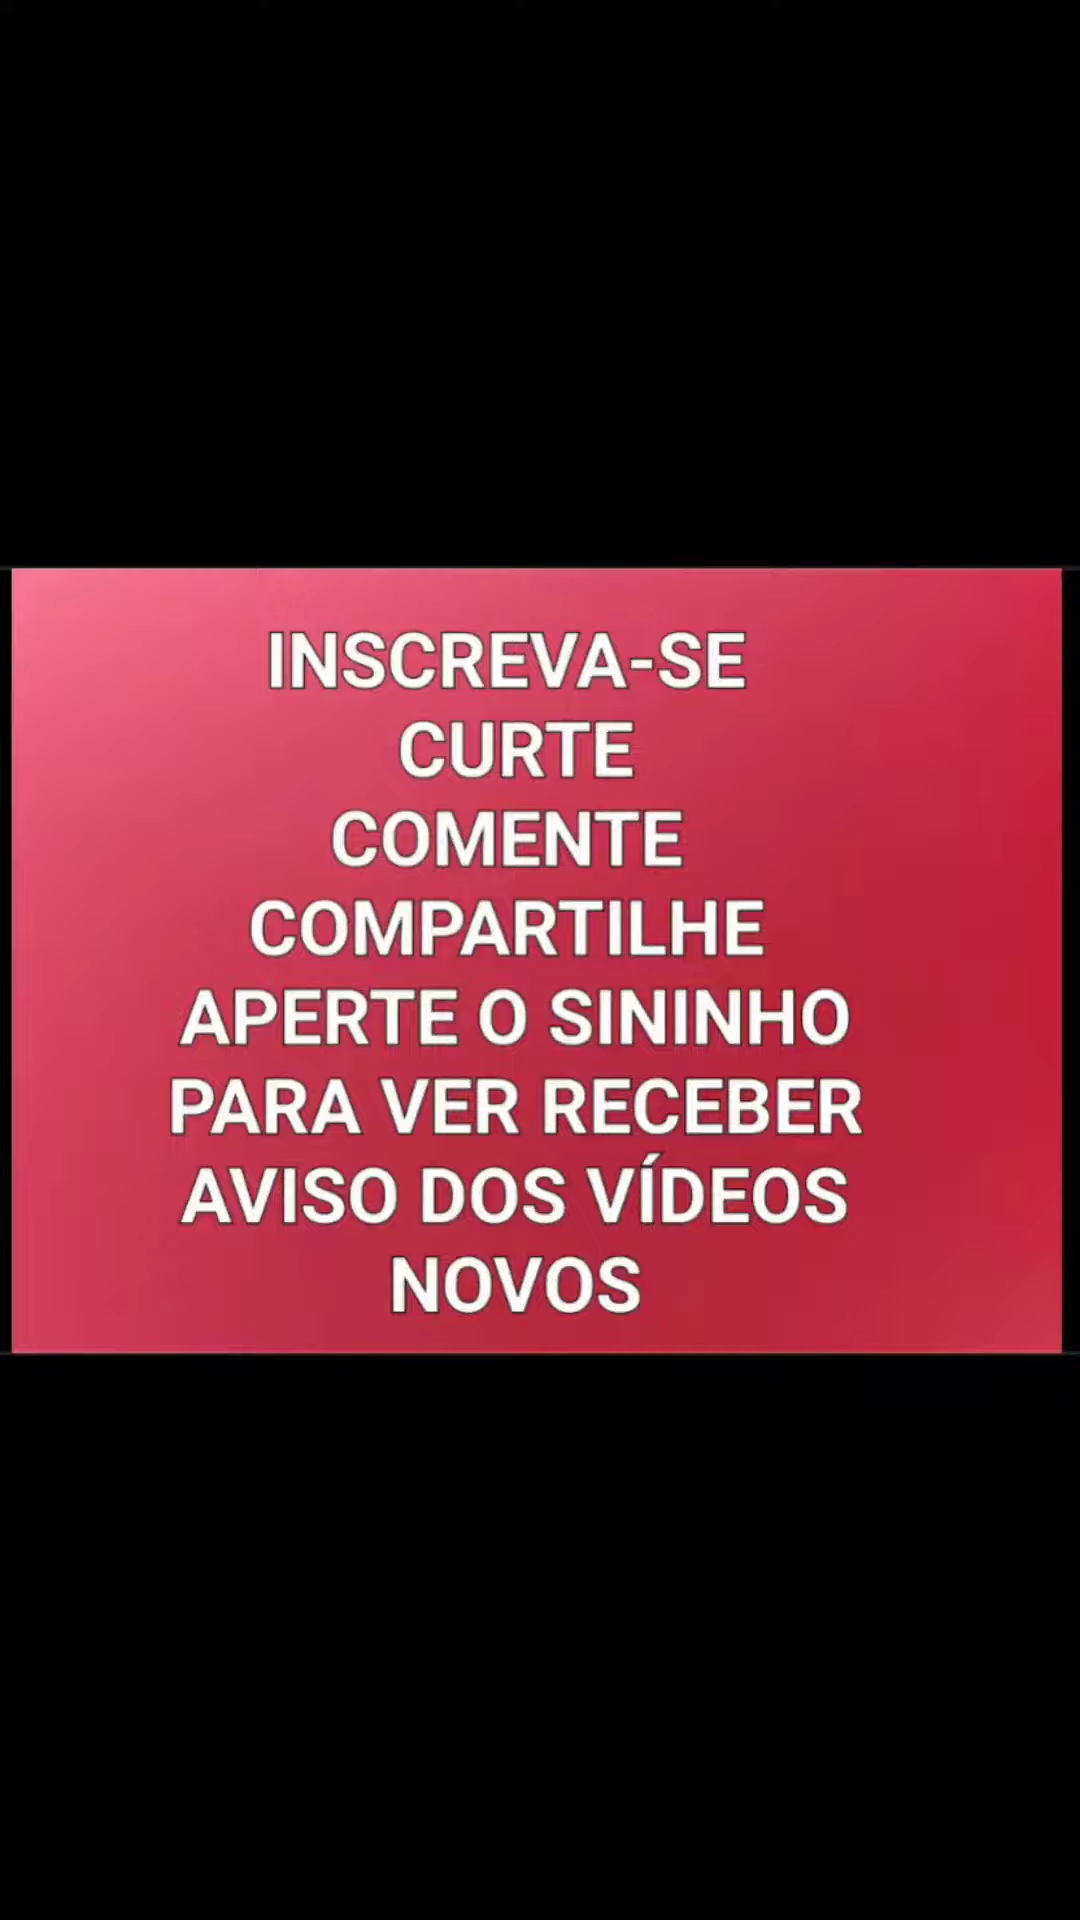 INSCREVA-SE
CURTE
COMENTE
COMPARTILHE
APERTE O SININHO
PARA VER RECEBER
AVISO DOS VÍDEOS
NOVOS